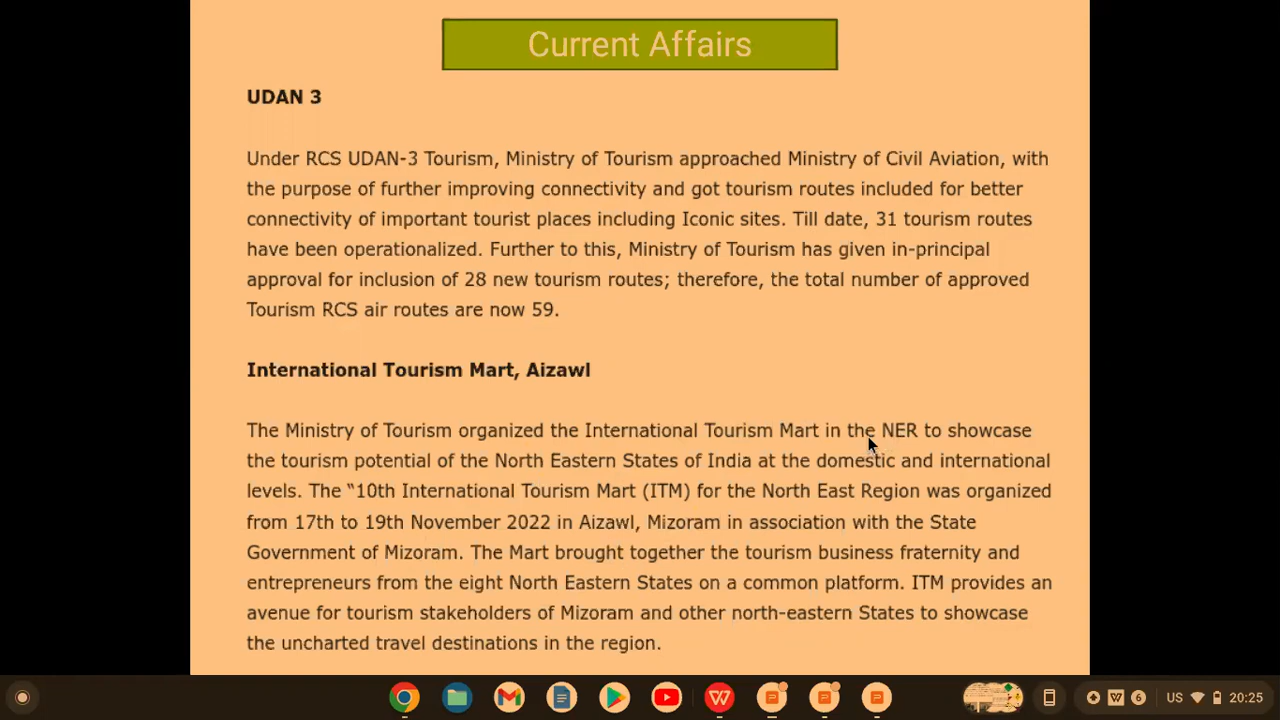 Current Affairs
UDAN 3
Under RCS UDAN-3 Tourism, Ministry of Tourism approached Ministry of Civil Aviation, with
the purpose of further improving connectivity and got tourism routes included for better
connectivity of important tourist places including Iconic sites. Till date, 31 tourism routes
have been operationalized. Further to this, Ministry of Tourism has given in-principal
approval for inclusion of 28 new tourism routes; therefore, the total number of approved
Tourism RCS air routes are now 59.
International Tourism Mart, Aizawl
The Ministry of Tourism organized the International Tourism Mart in the NER to showcase
the tourism potential of the North Eastern States of India at the domestic and international
levels. The “10th International Tourism Mart (ITM) for the North East Region was organized
from 17th to 19th November 2022 in Aizawl, Mizoram in association with the State
Government of Mizoram. The Mart brought together the tourism business fraternity and
entrepreneurs from the eight North Eastern States on a common platform. ITM provides an
avenue for tourism stakeholders of Mizoram and other north-eastern States to showcase
the uncharted travel destinations in the region.
6 US 20:25